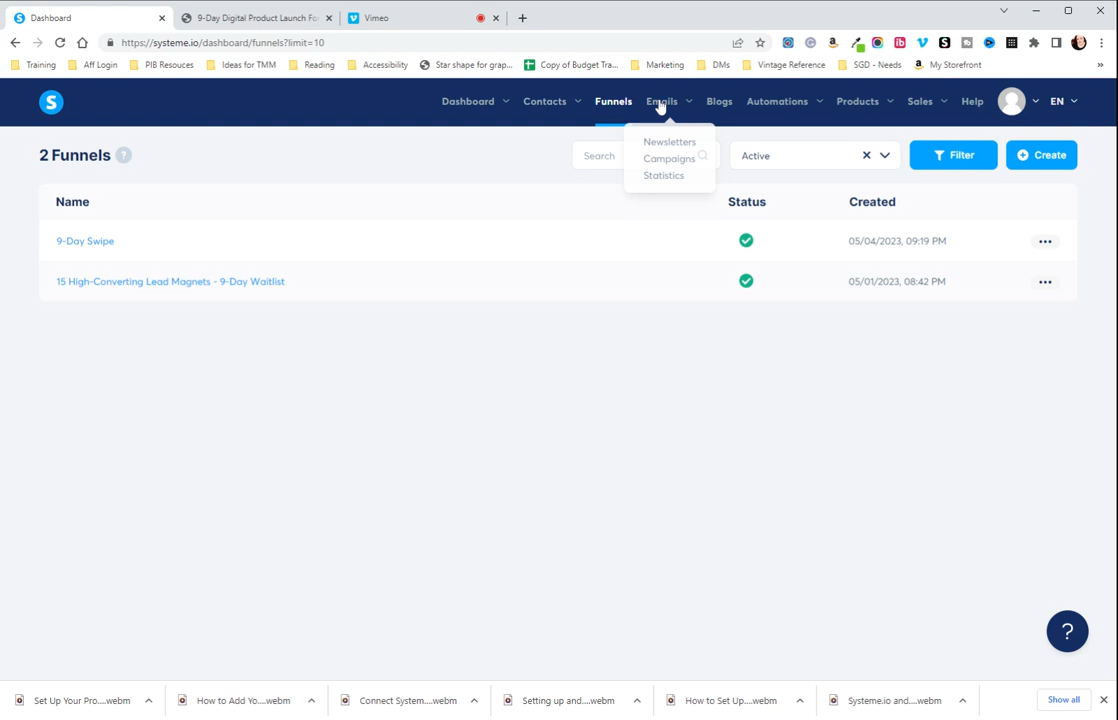 Dashboard
9-Day Digital Product Launch Fo
Vimeo
https://systeme.io/dashboard/funnels?limit=10
Training
Aff Login
PIB Resouces
Ideas for TMM
Reading
Accessibility
Star shape for grap...
Copy of Budget Tra...
Marketing
DMs
Vintage Reference
SGD - Needs
My Storefront
»
S
Dashboard
Contacts
Funnels
Emails
Blogs
Automations
Products
Sales
Help
EN
Newsletters
Campaigns
Statistics
2 Funnels ?
Search
Active
Filter
Create
Name Status Created
9-Day Swipe 05/04/2023, 09:19 PM
15 High-Converting Lead Magnets - 9-Day Waitlist 05/01/2023, 08:42 PM
?
Set Up Your Pro....webm
How to Add Yo....webm
Connect System....webm
Setting up and....webm
How to Set Up....webm
Systeme.io and....webm
Show all